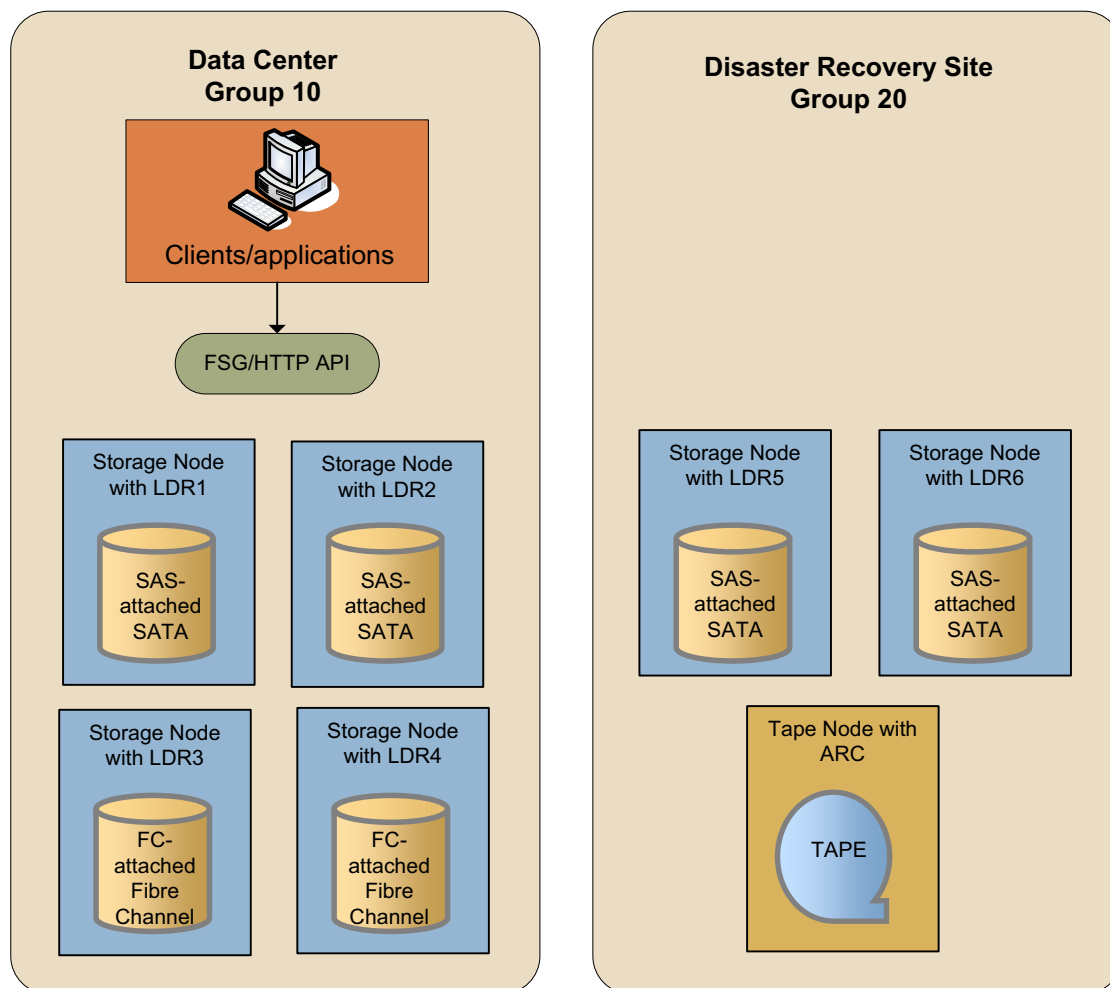 Data Center
Group 10
Clients/applications
FSG/HTTP API
Storage Node
with LDR1
SAS-
attached
SATA
Storage Node
with LDR2
SAS-
attached
SATA
Storage Node
with LDR3
FC-
attached
Fibre
Channel
Storage Node
with LDR4
FC-
attached
Fibre
Channel
Disaster Recovery Site
Group 20
Storage Node
with LDR5
SAS-
attached
SATA
Storage Node
with LDR6
SAS-
attached
SATA
Tape Node with
ARC
TAPE